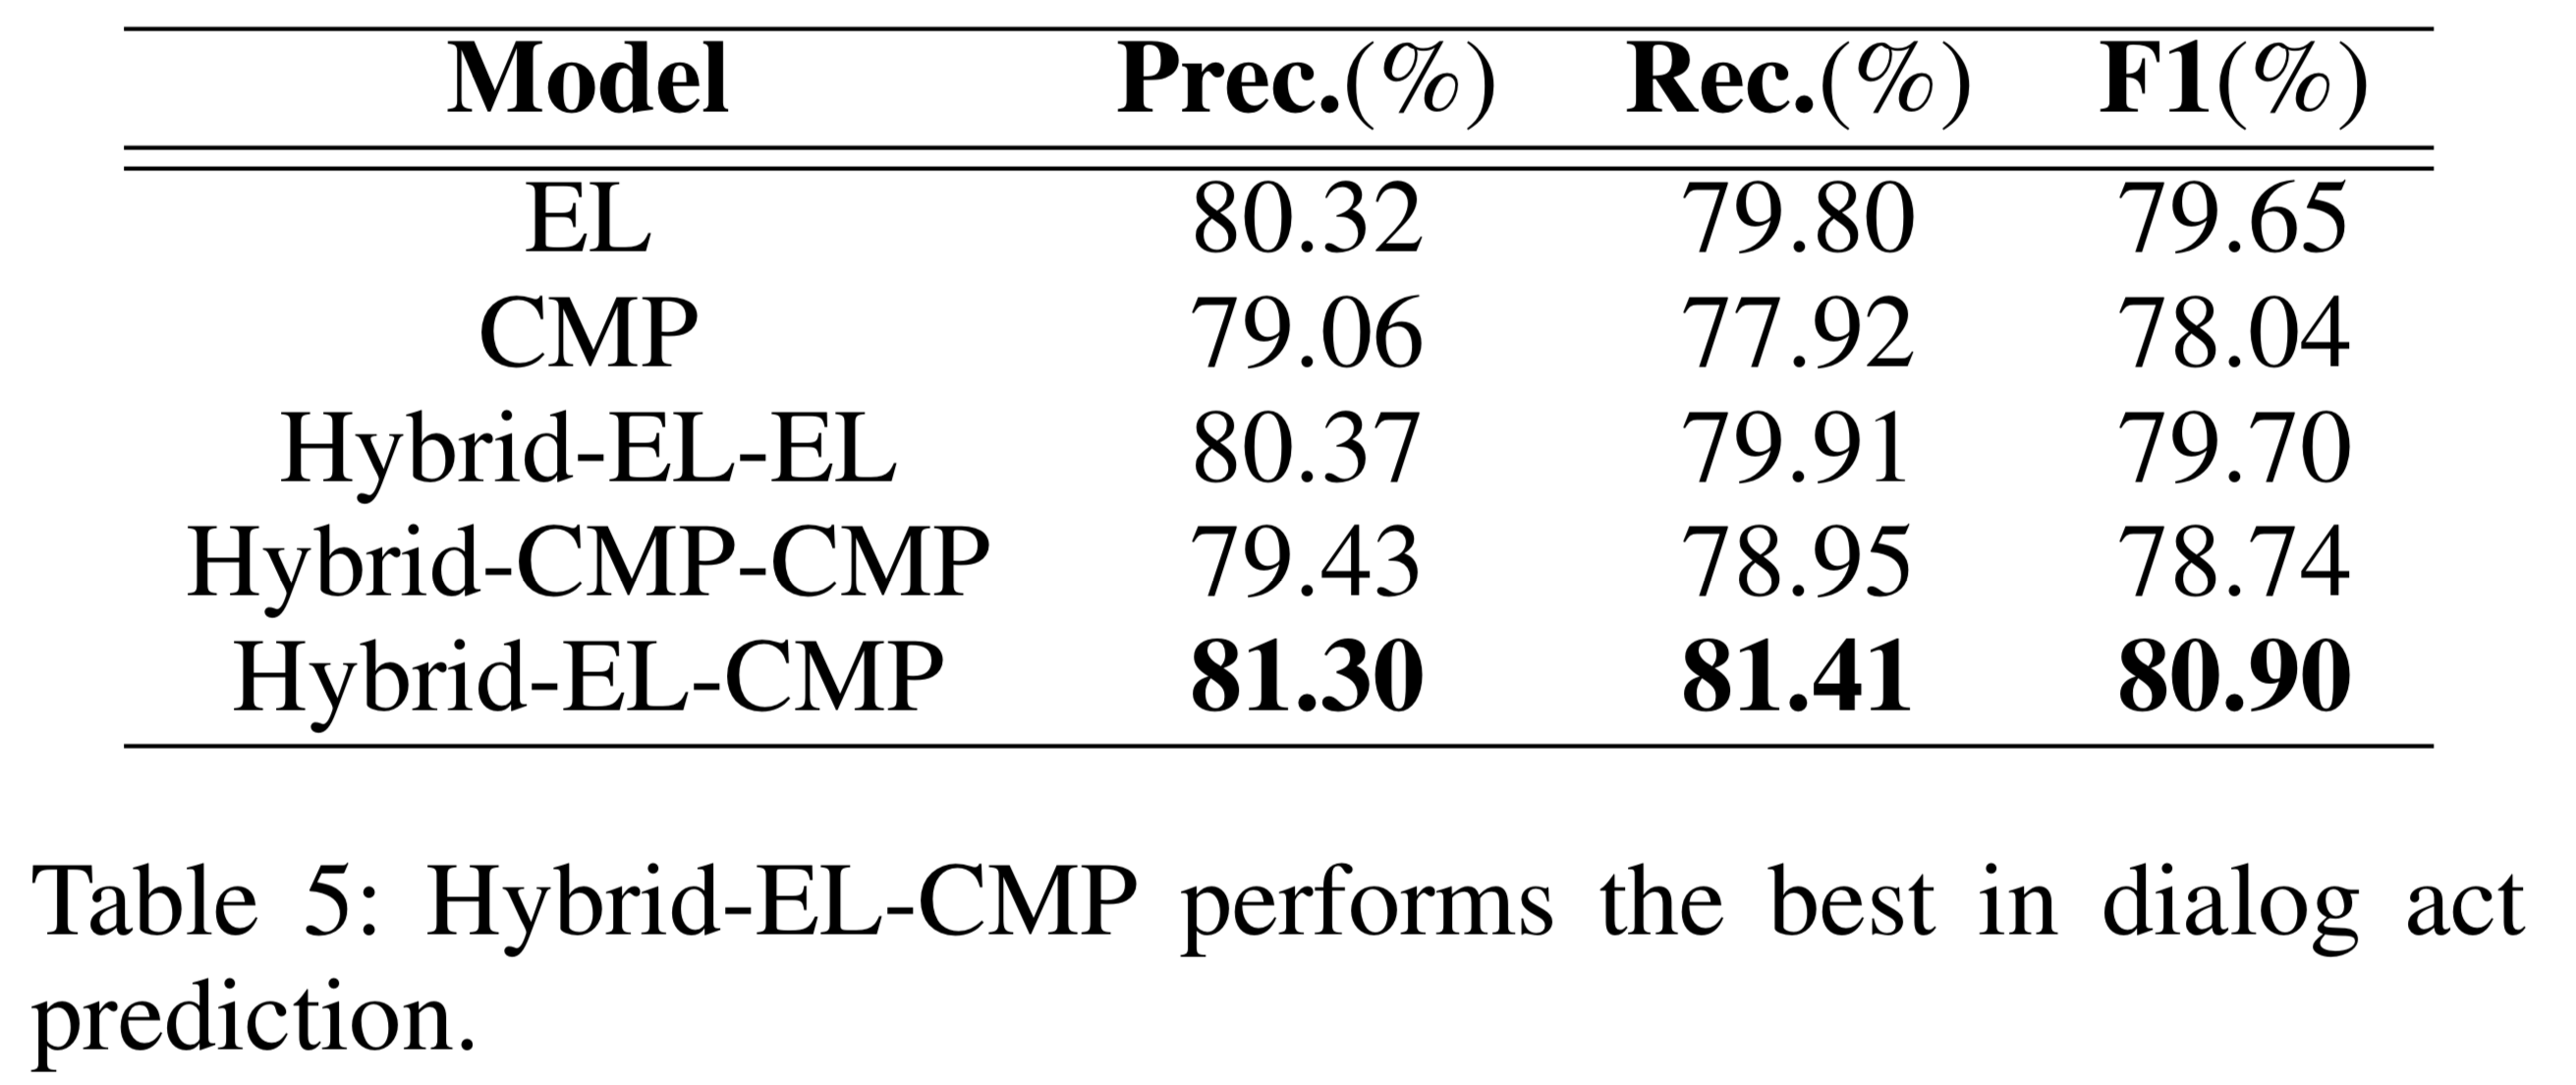 Model Prec.(%) Rec.(%) F1(%)
EL 80.32 79.80 79.65
CMP 79.06 77.92 78.04
Hybrid-EL-EL 80.37 79.91 79.70
Hybrid-CMP-CMP 79.43 78.95 78.74
Hybrid-EL-CMP 81.30 81.41 80.90
Table 5: Hybrid-EL-CMP performs the best in dialog act
prediction.